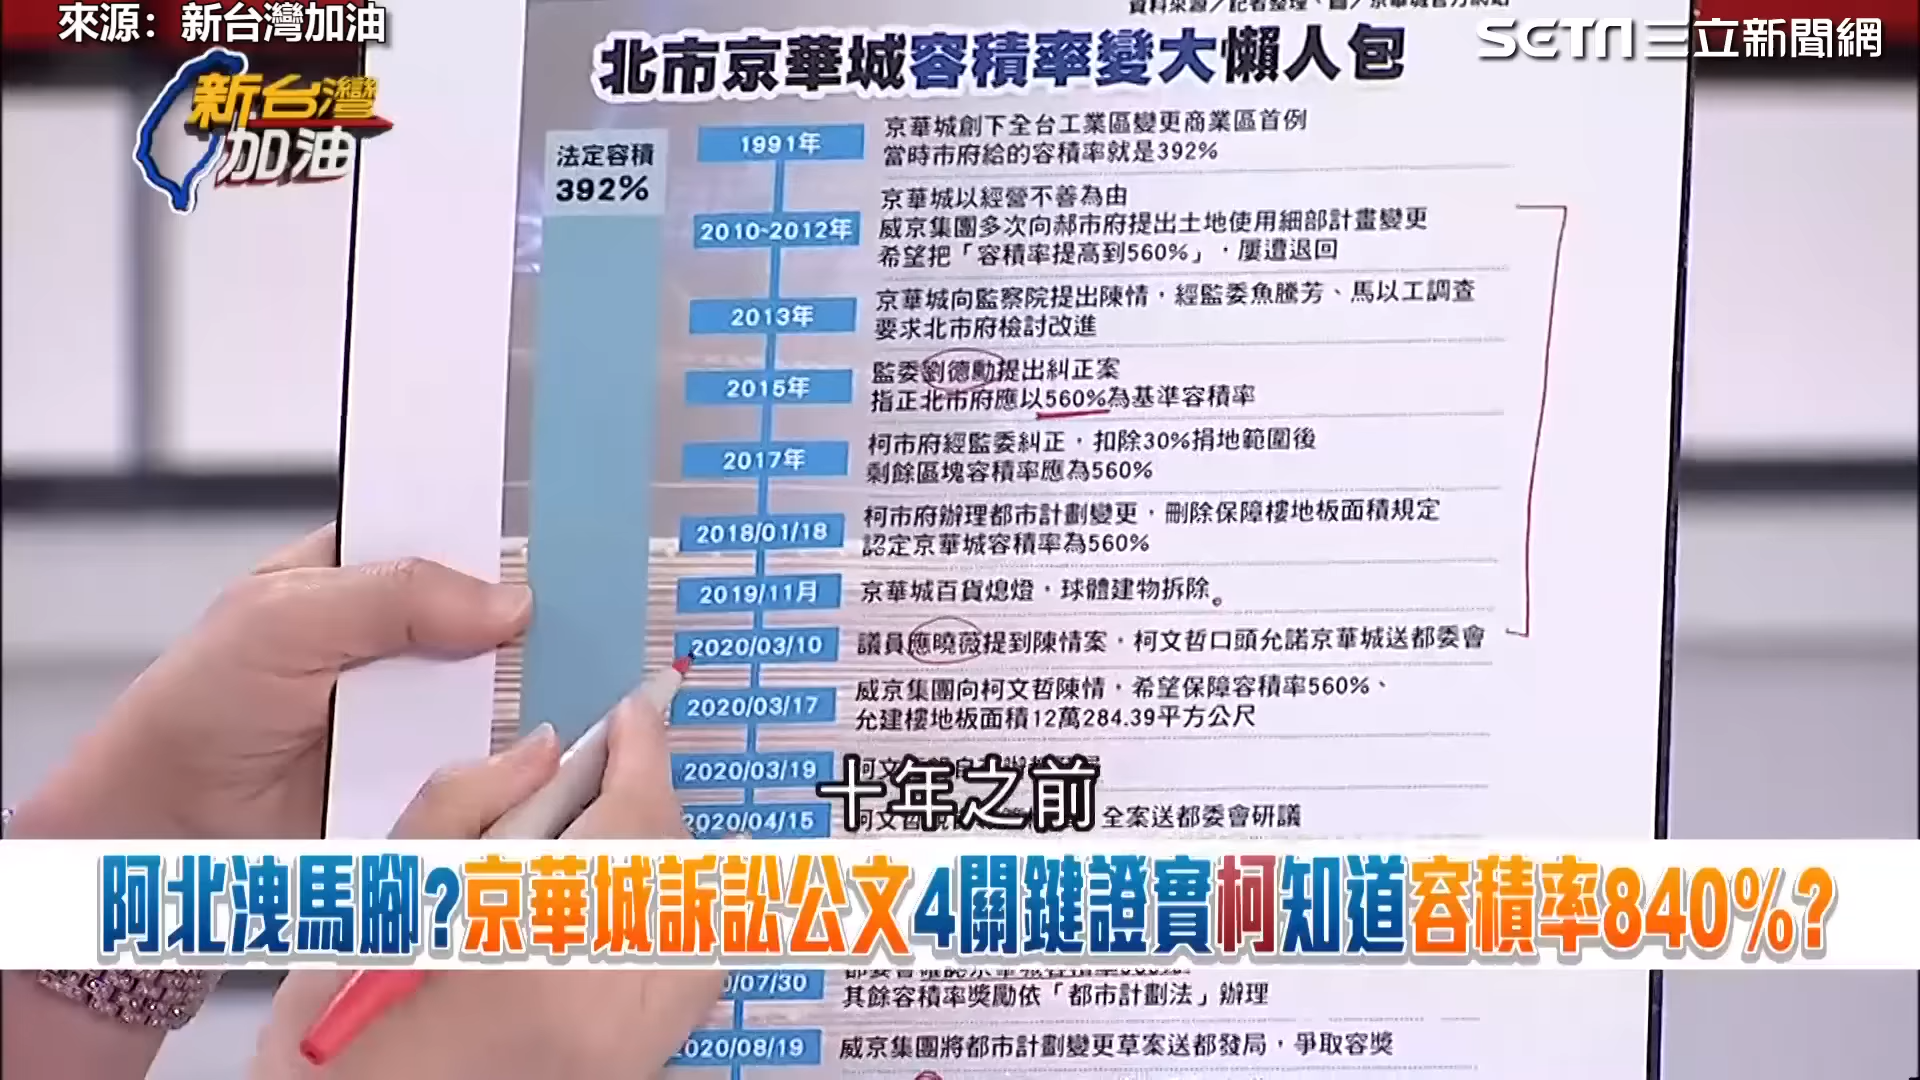 來源：新台灣加油
SETN三立新聞網
新台灣
加油
北市京華城容積率變大懶人包
法定容積
392%
1991年
京華城創下全台工業區變更商業區首例
當時市府給的容積率就是392%
2010~2012年
京華城以經營不善為由
威京集團多次向郝市府提出土地使用細部計畫變更
希望把「容積率提高到560%」，屢遭退回
2013年
京華城向監察院提出陳情，經監委魚騰芳、馬以工調查
要求北市府檢討改進
2015年
監委劉德勳提出糾正案
指正北市府應以560%為基準容積率
2017年
柯市府經監委糾正，扣除30%捐地範圍後
剩餘區塊容積率應為560%
2018/01/18
柯市府辦理都市計劃變更，刪除保障樓地板面積規定
認定京華城容積率為560%
2019/11月
京華城百貨熄燈，球體建物拆除。
2020/03/10
議員應曉薇提到陳情案，柯文哲口頭允諾京華城送都委會
2020/03/17
威京集團向柯文哲陳情，希望保障容積率560%、
允建樓地板面積12萬284.39平方公尺
2020/03/19
柯文
2020/04/15
柯文哲 全案送都委會研議
十年之前
阿北洩馬腳?京華城訴訟公文4關鍵證實柯知道容積率840%?
/07/30
其餘容積率獎勵依「都市計劃法」辦理
2020/08/19
威京集團將都市計劃變更草案送都發局，爭取容獎